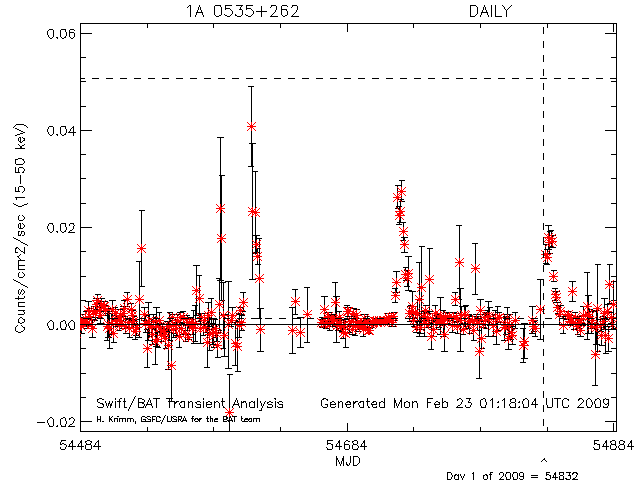 1A 0535+262 DAILY
0.06
0.04
0.02
0.00
-0.02
Counts/cm^2/sec (15-50 keV)
Swift/BAT Transient Analysis Generated Mon Feb 23 01:18:04 UTC 2009
H. Krimm, GSFC/USRA for the BAT team
54484 54684 54884
MJD
Day 1 of 2009 = 54832